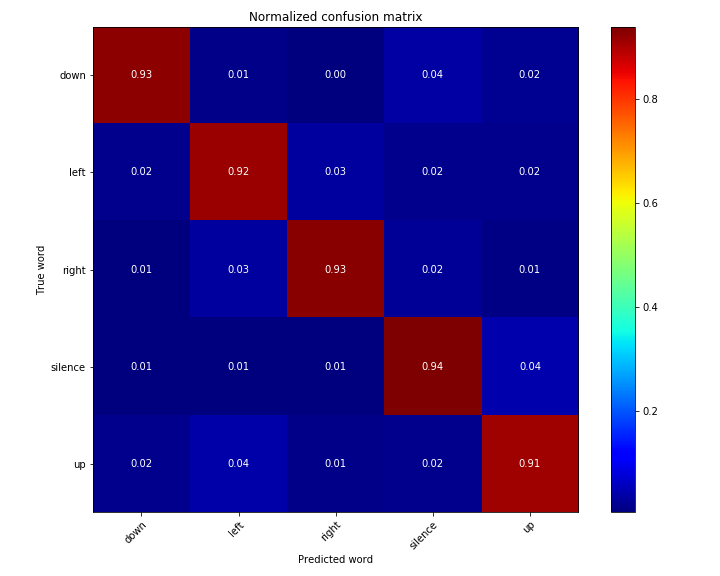 Normalized confusion matrix
down 0.93 0.01 0.00 0.04 0.02
left 0.02 0.92 0.03 0.02 0.02
right 0.01 0.03 0.93 0.02 0.01
silence 0.01 0.01 0.01 0.94 0.04
up 0.02 0.04 0.01 0.02 0.91
down left right silence up
Predicted word
True word
0.8
0.6
0.4
0.2